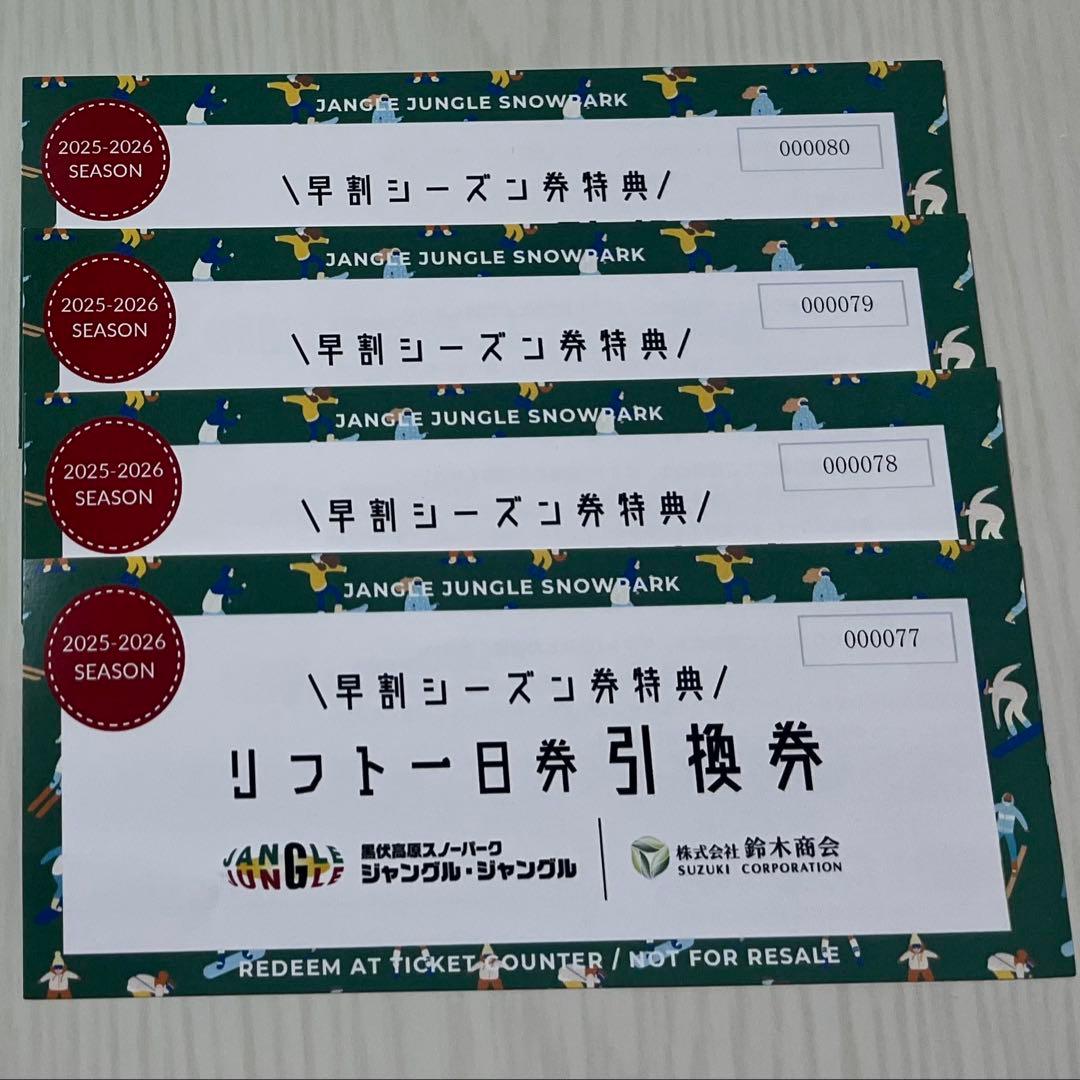 JANGLE JUNGLE SNOWPARK
2025-2026
SEASON
000080
\早割シーズン券特典/
JANGLE JUNGLE SNOWPARK
2025-2026
SEASON
000079
\早割シーズン券特典/
JANGLE JUNGLE SNOWPARK
2025-2026
SEASON
000078
\早割シーズン券特典/
JANGLE JUNGLE SNOWPARK
2025-2026
SEASON
000077
\早割シーズン券特典/
リフト一日券引換券
JANGLE
JUNGLE
黒伏高原スノーパーク
ジャングル・ジャングル
株式会社 鈴木商会
SUZUKI CORPORATION
REDEEM AT TICKET COUNTER / NOT FOR RESALE